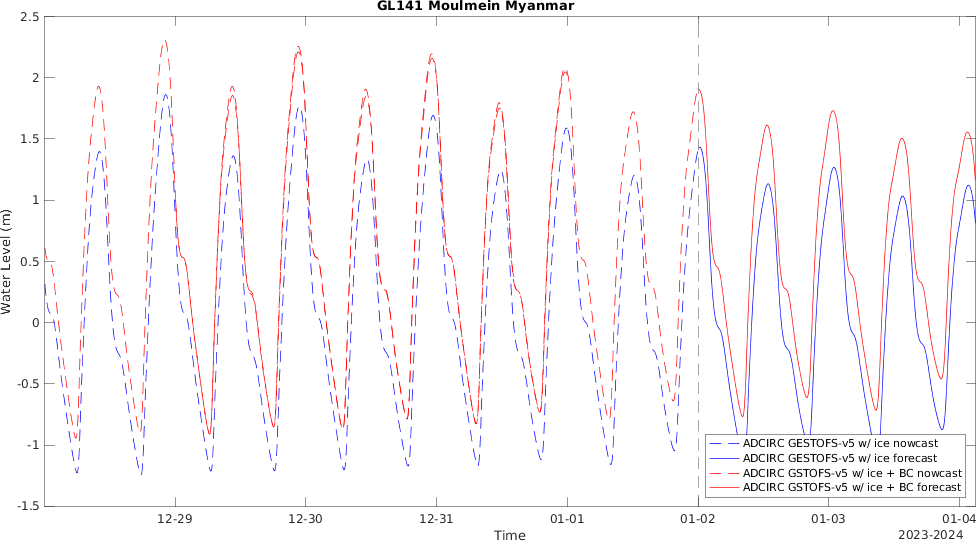 GL141 Moulmein Myanmar
2.5
2
1.5
1
0.5
0
-0.5
-1
-1.5
Water Level (m)
12-29
12-30
12-31
01-01
01-02
01-03
01-04
Time
2023-2024
ADCIRC GESTOFS-v5 w/ ice nowcast
ADCIRC GESTOFS-v5 w/ ice forecast
ADCIRC GSTOFS-v5 w/ ice + BC nowcast
ADCIRC GSTOFS-v5 w/ ice + BC forecast